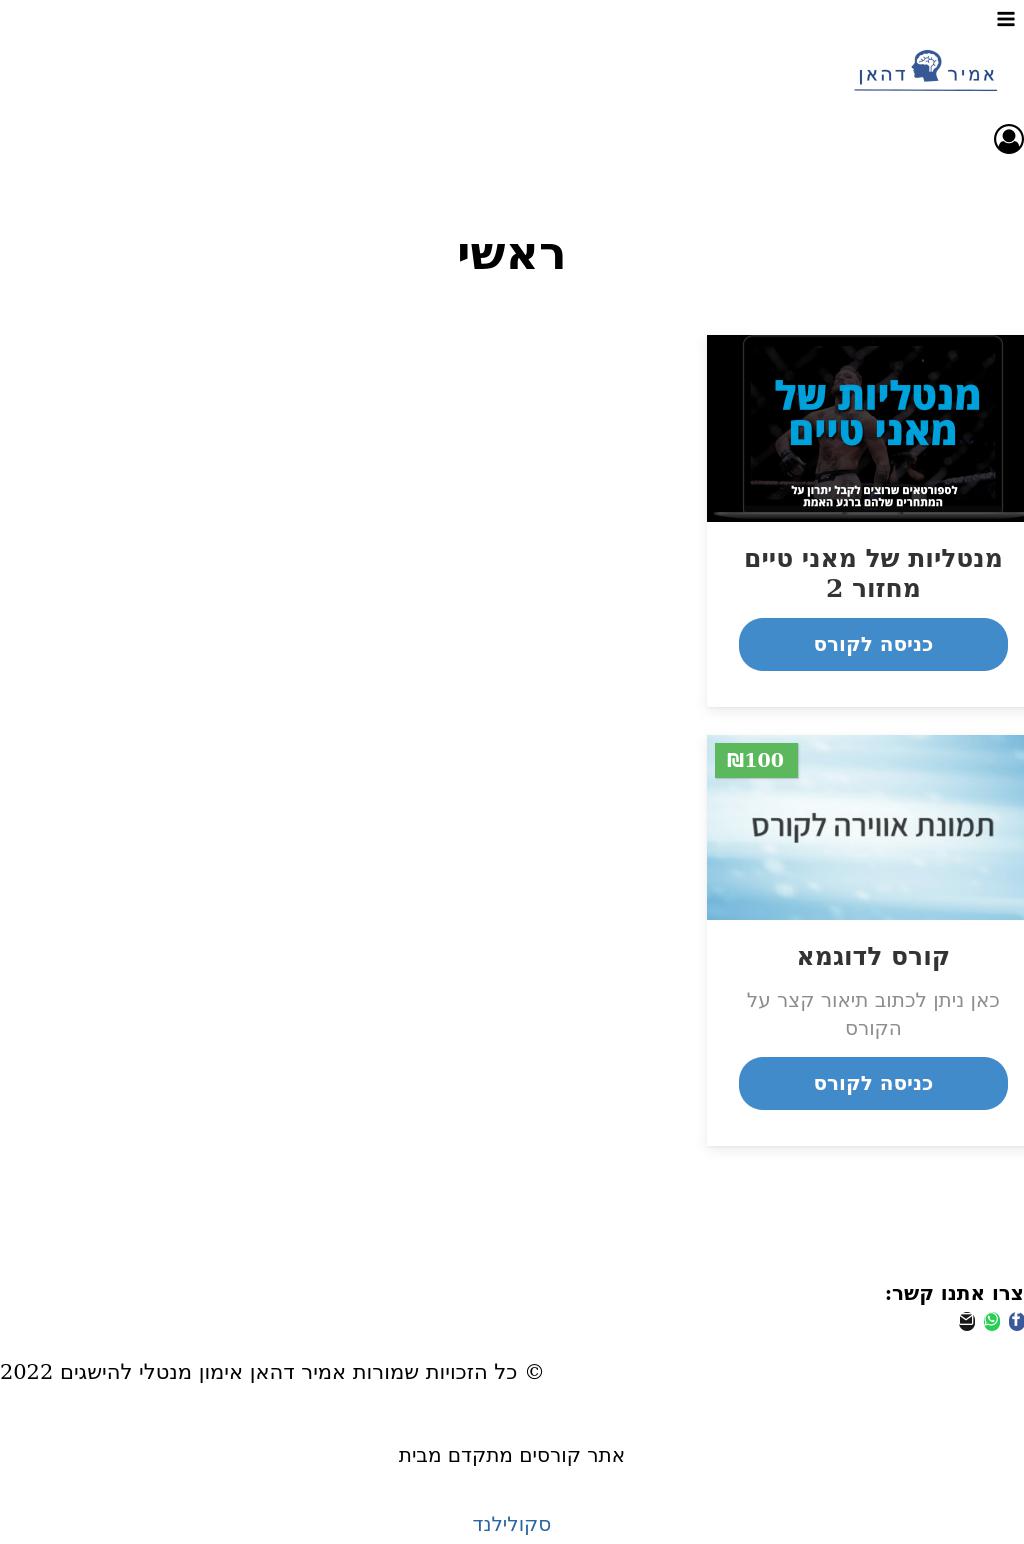 אמיר דהאן
ראשי
מנטליות של
מאני טיים
לספורטאים שרוצים לקבל יתרון על
המתחרים שלהם ברגע האמת
מנטליות של מאני טיים
מחזור 2
כניסה לקורס
₪100
תמונת אווירה לקורס
קורס לדוגמא
כאן ניתן לכתוב תיאור קצר על
הקורס
כניסה לקורס
צרו אתנו קשר:
© כל הזכויות שמורות אמיר דהאן אימון מנטלי להישגים 2022
אתר קורסים מתקדם מבית
סקולילנד